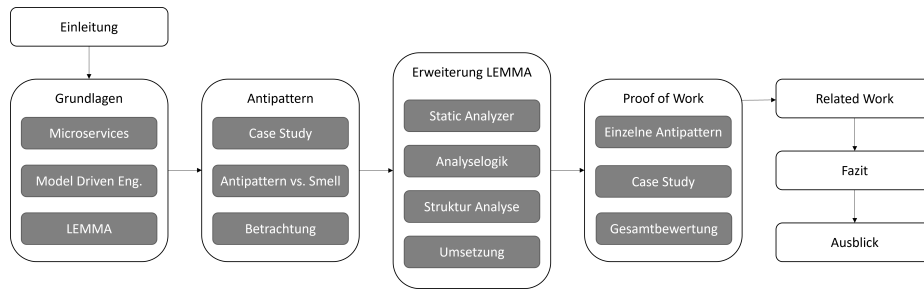 Einleitung
Grundlagen
Microservices
Model Driven Eng.
LEMMA
Antipattern
Case Study
Antipattern vs. Smell
Betrachtung
Erweiterung LEMMA
Static Analyzer
Analyselogik
Struktur Analyse
Umsetzung
Proof of Work
Einzelne Antipattern
Case Study
Gesamtbewertung
Related Work
Fazit
Ausblick